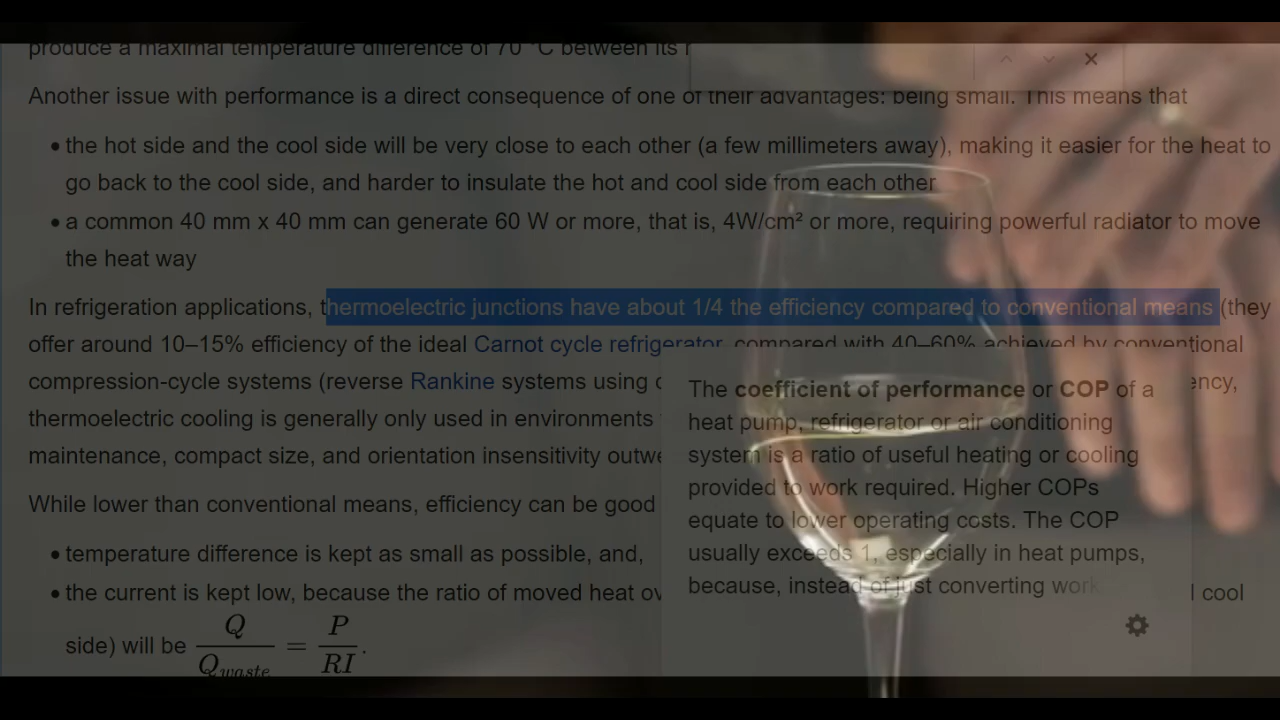 produce a maximal temperature difference of 70 °C between its
Another issue with performance is a direct consequence of one of their advantages: being small. This means that
• the hot side and the cool side will be very close to each other (a few millimeters away), making it easier for the heat to
go back to the cool side, and harder to insulate the hot and cool side from each other
• a common 40 mm x 40 mm can generate 60 W or more, that is, 4W/cm² or more, requiring powerful radiator to move
the heat way
In refrigeration applications, thermoelectric junctions have about 1/4 the efficiency compared to conventional means (they
offer around 10–15% efficiency of the ideal Carnot cycle refrigerator, compared with 40–60% achieved by conventional
compression-cycle systems (reverse Rankine systems using
thermoelectric cooling is generally only used in environments
maintenance, compact size, and orientation insensitivity
While lower than conventional means, efficiency can be good
• temperature difference is kept as small as possible, and,
• the current is kept low, because the ratio of moved heat cool
side) will be Q/Qwaste = P/RI.
The coefficient of performance or COP of a
heat pump, refrigerator or air conditioning
system is a ratio of useful heating or cooling
provided to work required. Higher COPs
equate to lower operating costs. The COP
usually exceeds 1, especially in heat pumps,
because, instead of just converting work